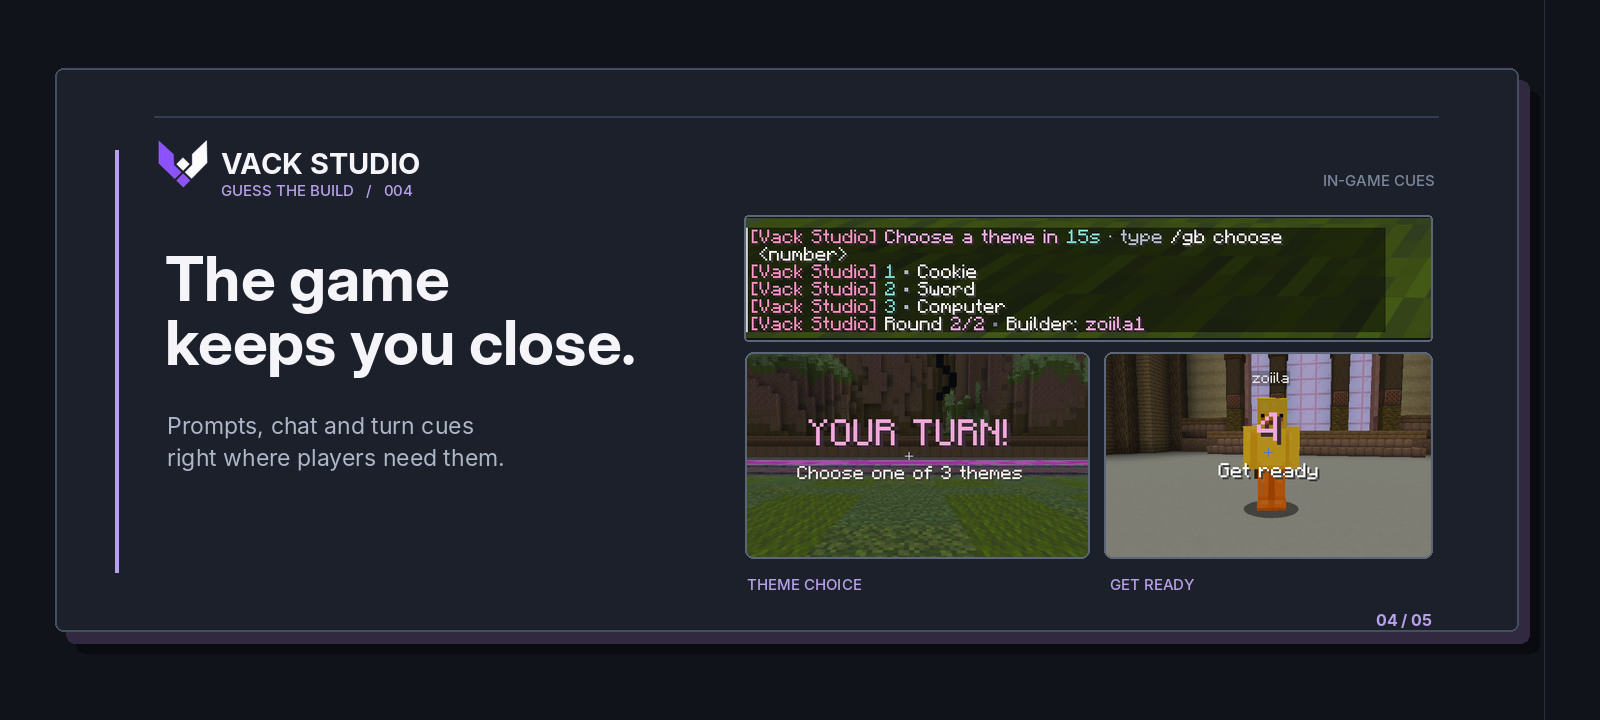 VACK STUDIO
GUESS THE BUILD / 004
IN-GAME CUES
The game
keeps you close.
Prompts, chat and turn cues
right where players need them.
[Vack Studio] Choose a theme in 15s · type /gb choose
<number>
[Vack Studio] 1 • Cookie
[Vack Studio] 2 • Sword
[Vack Studio] 3 • Computer
[Vack Studio] Round 2/2 • Builder: zoiila1
YOUR TURN!
Choose one of 3 themes
zoiila
4
Get ready
THEME CHOICE
GET READY
04 / 05